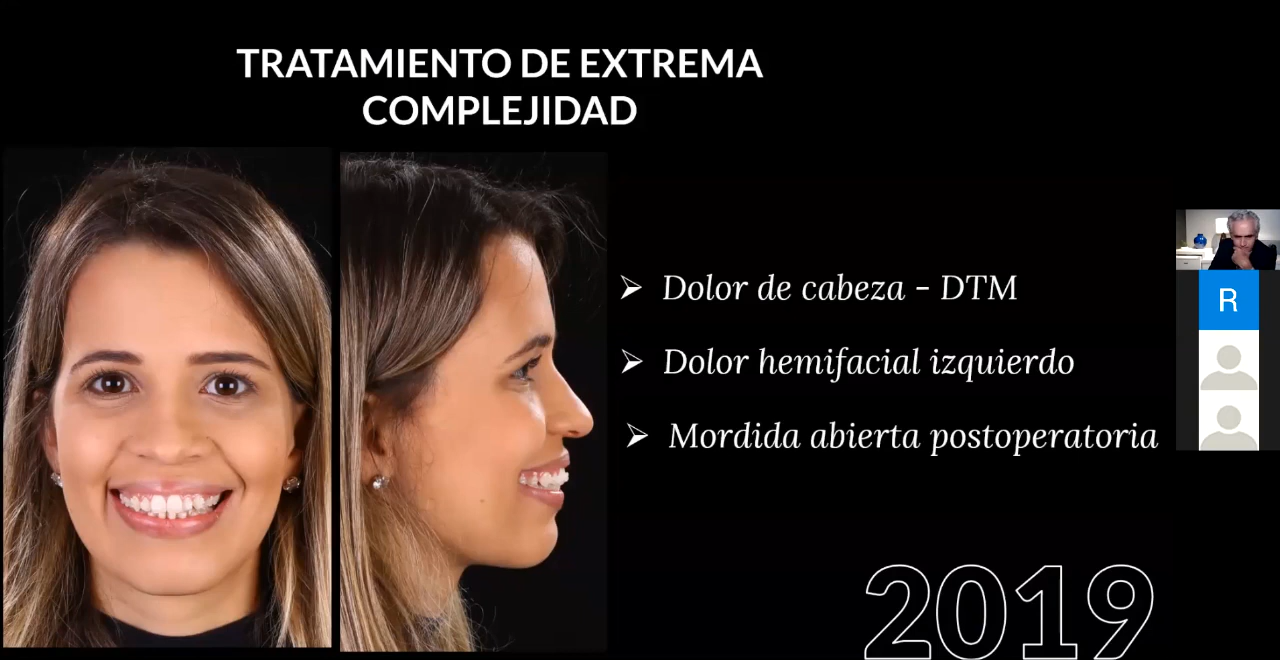 TRATAMIENTO DE EXTREMA
COMPLEJIDAD
Dolor de cabeza - DTM
Dolor hemifacial izquierdo
Mordida abierta postoperatoria
R
2019